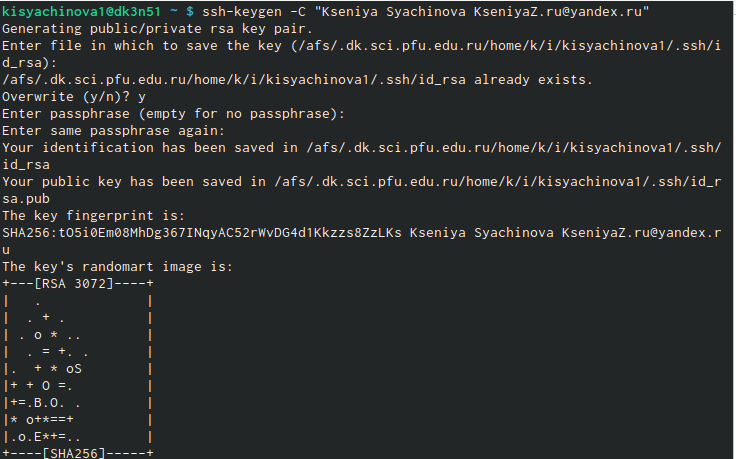 kisyachinova1@dk3n51 ~ $ ssh-keygen -C "Kseniya Syachinova KseniyaZ.ru@yandex.ru"
Generating public/private rsa key pair.
Enter file in which to save the key (/afs/.dk.sci.pfu.edu.ru/home/k/i/kisyachinova1/.ssh/i
d_rsa):
/afs/.dk.sci.pfu.edu.ru/home/k/i/kisyachinova1/.ssh/id_rsa already exists.
Overwrite (y/n)? y
Enter passphrase (empty for no passphrase):
Enter same passphrase again:
Your identification has been saved in /afs/.dk.sci.pfu.edu.ru/home/k/i/kisyachinova1/.ssh/
id_rsa
Your public key has been saved in /afs/.dk.sci.pfu.edu.ru/home/k/i/kisyachinova1/.ssh/id_r
sa.pub
The key fingerprint is:
SHA256:tO5i0Em08MhDg367INqyAC52rWvDG4d1Kkzzs8ZzLKs Kseniya Syachinova KseniyaZ.ru@yandex.r
u
The key's randomart image is:
+---[RSA 3072]----+
|    .            |
|   . + .         |
|  . o * ..       |
|   . = +. .      |
|.   + * oS       |
|+ + O =.         |
|+=.B.O. .        |
|* o+*==+         |
|.o.E*+=..        |
+----[SHA256]-----+